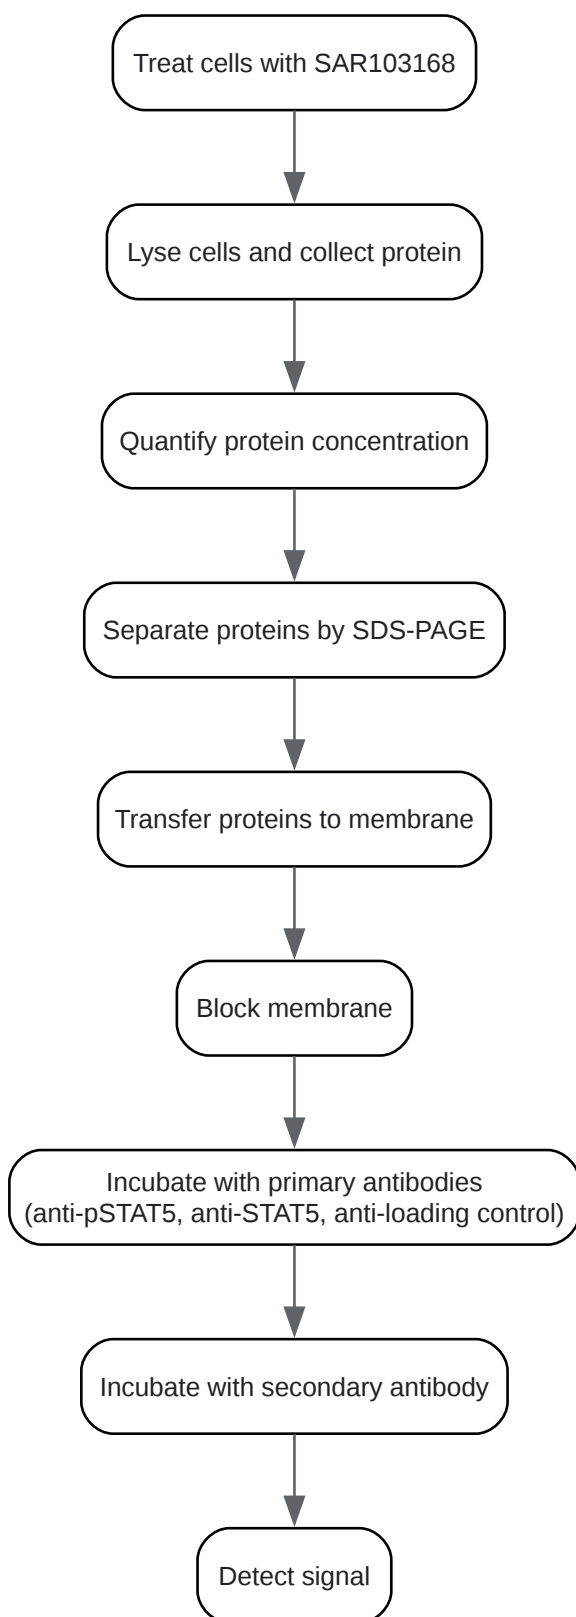 Treat cells with SAR103168
Lyse cells and collect protein
Quantify protein concentration
Separate proteins by SDS-PAGE
Transfer proteins to membrane
Block membrane
Incubate with primary antibodies
(anti-pSTAT5, anti-STAT5, anti-loading control)
Incubate with secondary antibody
Detect signal